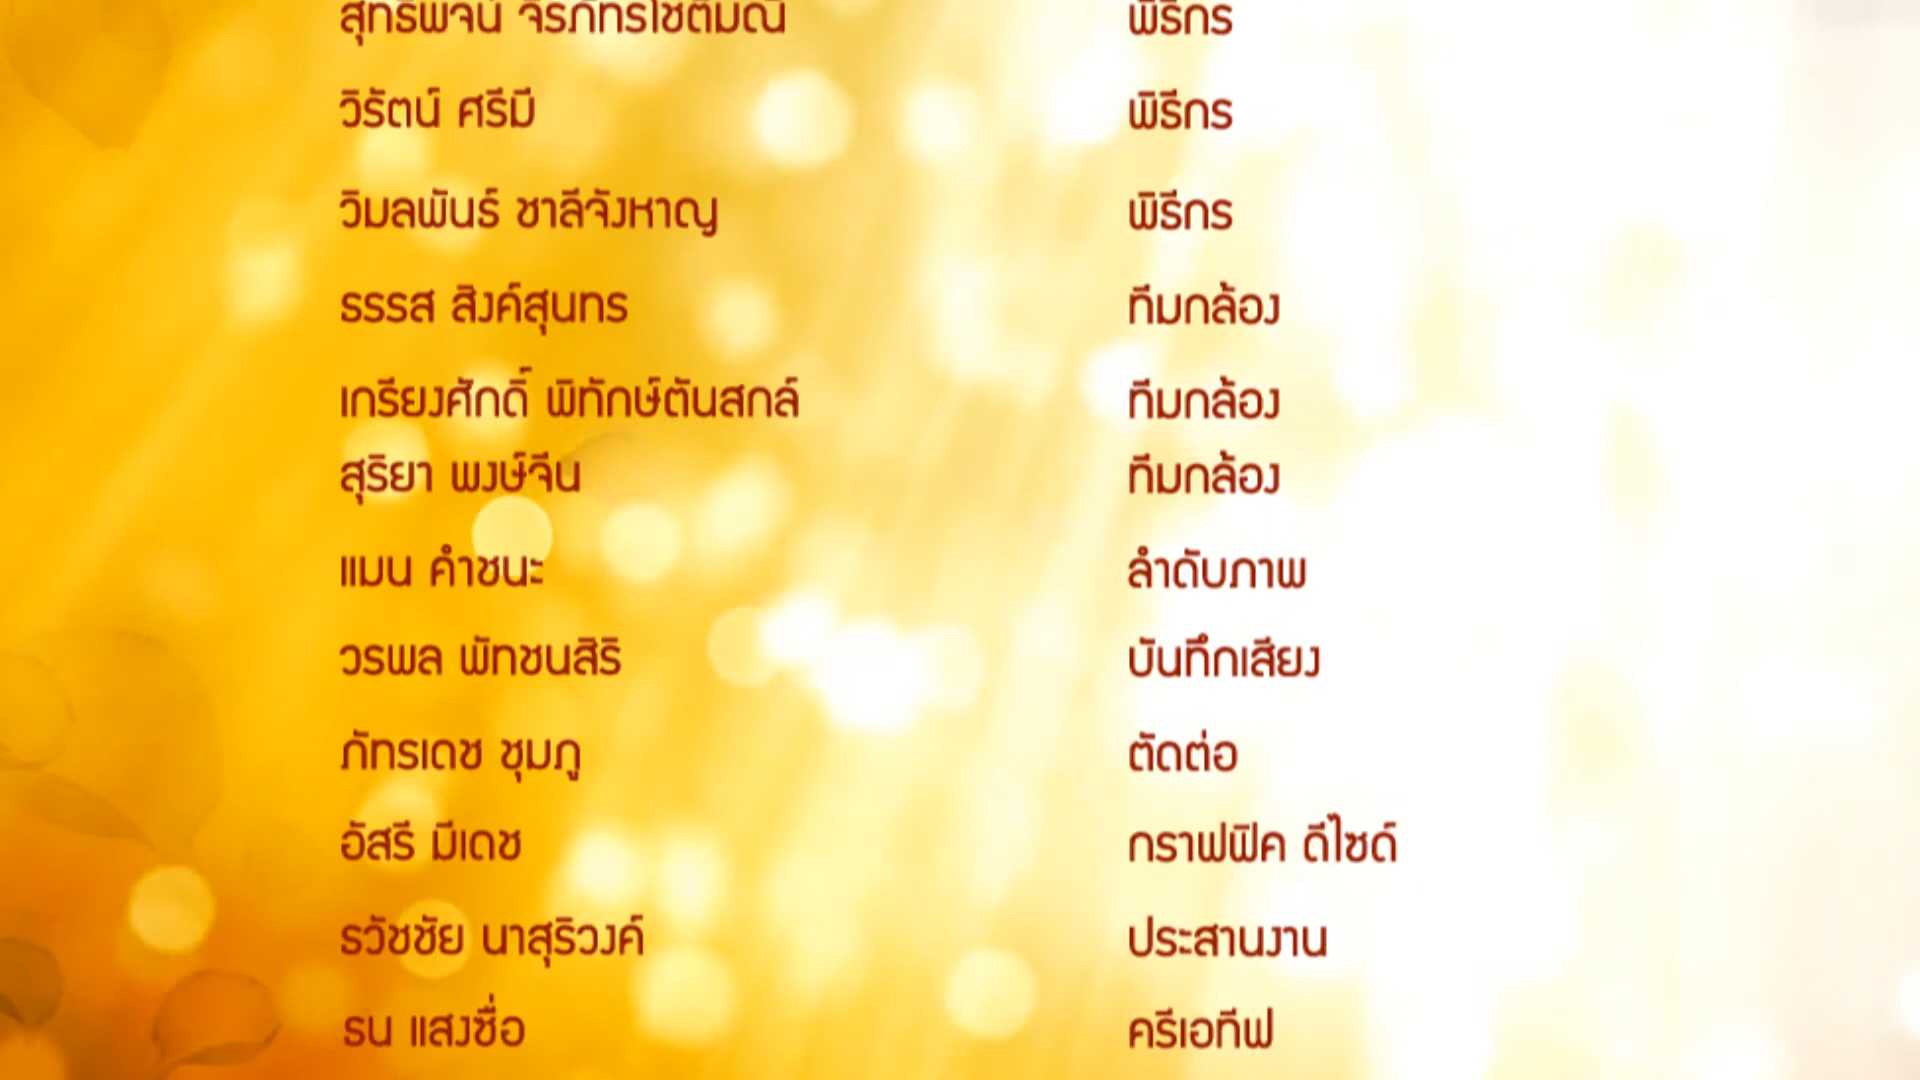 พิธีกร
วิรัตน์ ศรีมี พิธีกร
วิมลพันธ์ ชาลีจังหาญ พิธีกร
ธรรส สิงค์สุนทร ทีมกล้อง
เกรียงศักดิ์ พิทักษ์ตันสกล์ ทีมกล้อง
สุริยา พงษ์จีน ทีมกล้อง
แมน คำชนะ ลำดับภาพ
วรพล พัทชนสิริ บันทึกเสียง
ภัทรเดช ชุมภู ตัดต่อ
อัสรี มีเดช กราฟฟิค ดีไซด์
ธวัชชัย นาสุริวงค์ ประสานงาน
ธน แสงซื่อ ครีเอทีฟ